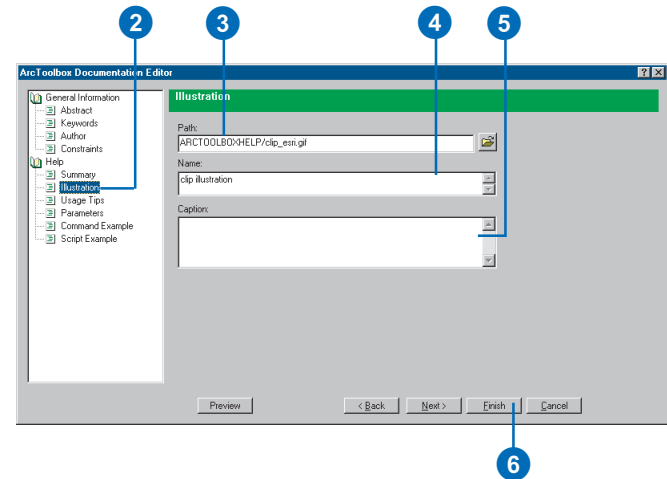 2 3 4 5
ArcToolbox Documentation Editor
General Information
Abstract
Keywords
Author
Constraints
Help
Summary
Illustration
Usage Tips
Parameters
Command Example
Script Example
Illustration
Path:
ARCTOOLBOXHELP/clip_esri.gif
Name:
clip illustration
Caption:
Preview < Back Next > Finish Cancel
6